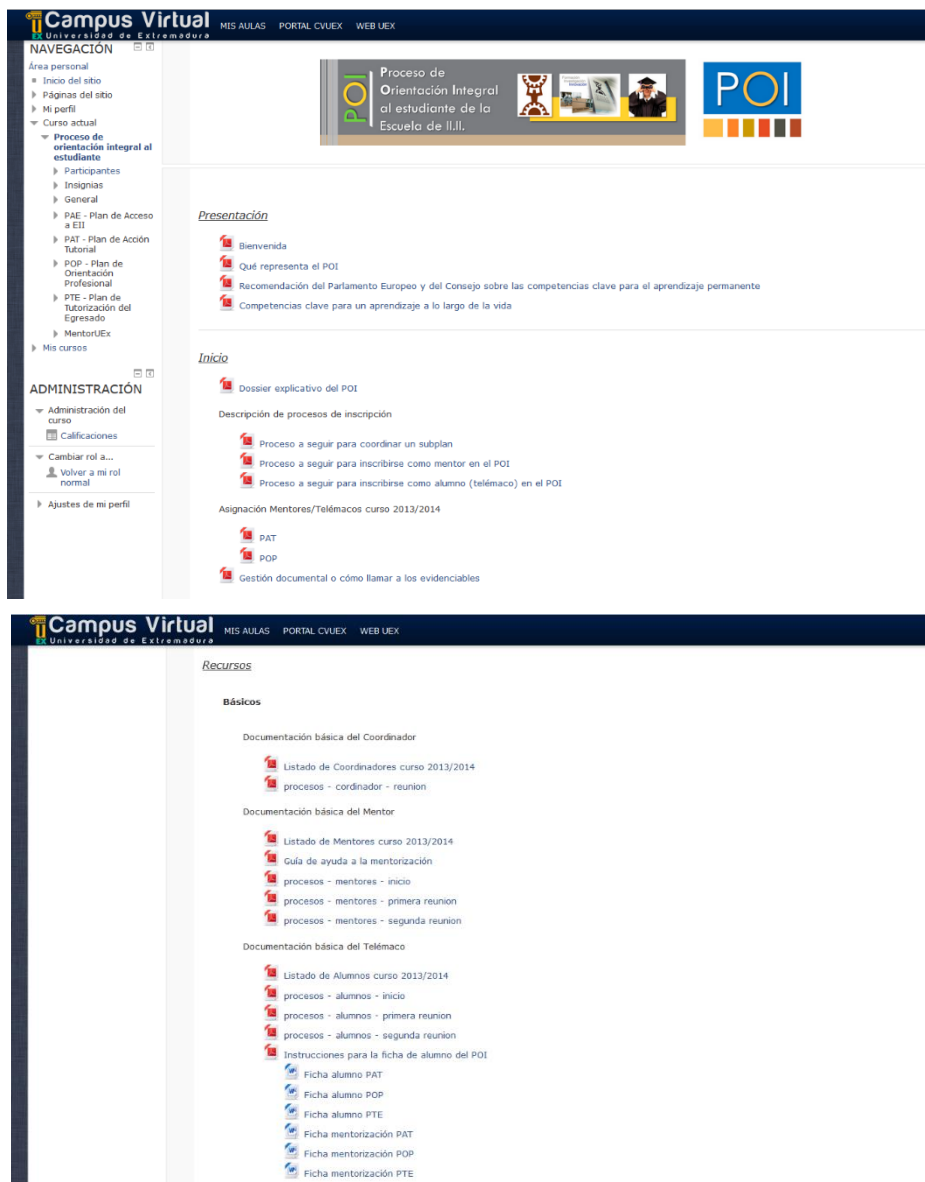 Campus Virtual
Universidad de Extremadura
MIS AULAS PORTAL CVUEX WEB UEX
NAVEGACIÓN
Área personal
Inicio del sitio
Páginas del sitio
Mi perfil
Curso actual
Proceso de
orientación integral al
estudiante
Participantes
Insignias
General
PAE - Plan de Acceso
a EII
PAT - Plan de Acción
Tutorial
POP - Plan de
Orientación
Profesional
PTE - Plan de
Tutorización del
Egresado
MentorUEx
Mis cursos
ADMINISTRACIÓN
Administración del
curso
Calificaciones
Cambiar rol a...
Volver a mi rol
normal
Ajustes de mi perfil
POI
Proceso de
Orientación Integral
al estudiante de la
Escuela de II.II.
POI
Presentación
Bienvenida
Qué representa el POI
Recomendación del Parlamento Europeo y del Consejo sobre las competencias clave para el aprendizaje permanente
Competencias clave para un aprendizaje a lo largo de la vida
Inicio
Dossier explicativo del POI
Descripción de procesos de inscripción
Proceso a seguir para coordinar un subplan
Proceso a seguir para inscribirse como mentor en el POI
Proceso a seguir para inscribirse como alumno (telémaco) en el POI
Asignación Mentores/Telémacos curso 2013/2014
PAT
POP
Gestión documental o cómo llamar a los evidenciables
Campus Virtual
Universidad de Extremadura
MIS AULAS PORTAL CVUEX WEB UEX
Recursos
Básicos
Documentación básica del Coordinador
Listado de Coordinadores curso 2013/2014
procesos - cordinador - reunion
Documentación básica del Mentor
Listado de Mentores curso 2013/2014
Guía de ayuda a la mentorización
procesos - mentores - inicio
procesos - mentores - primera reunion
procesos - mentores - segunda reunion
Documentación básica del Telémaco
Listado de Alumnos curso 2013/2014
procesos - alumnos - inicio
procesos - alumnos - primera reunion
procesos - alumnos - segunda reunion
Instrucciones para la ficha de alumno del POI
Ficha alumno PAT
Ficha alumno POP
Ficha alumno PTE
Ficha mentorización PAT
Ficha mentorización POP
Ficha mentorización PTE